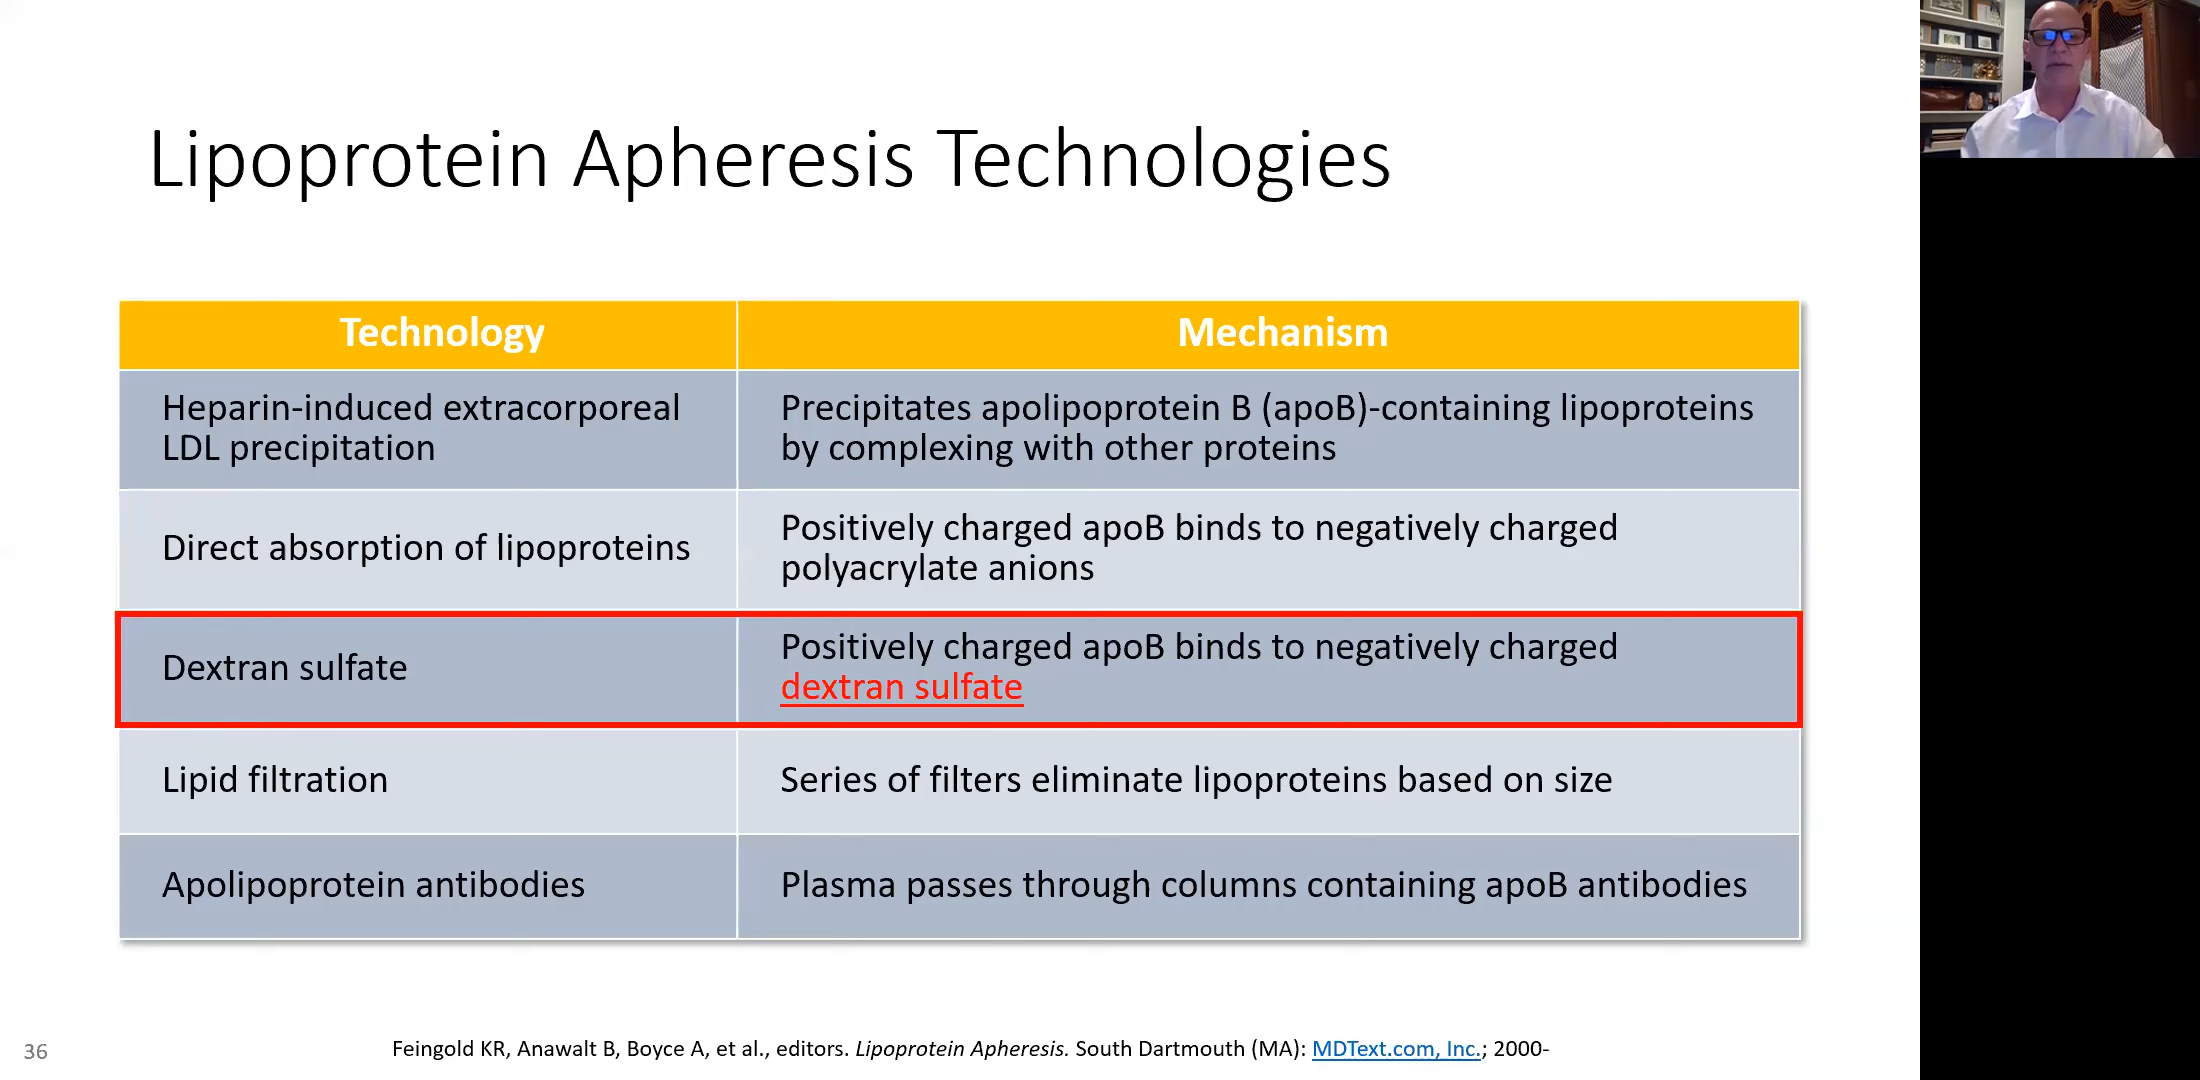 Lipoprotein Apheresis Technologies
Technology
Mechanism
Heparin-induced extracorporeal
LDL precipitation
Precipitates apolipoprotein B (apoB)-containing lipoproteins
by complexing with other proteins
Direct absorption of lipoproteins
Positively charged apoB binds to negatively charged
polyacrylate anions
Dextran sulfate
Positively charged apoB binds to negatively charged
dextran sulfate
Lipid filtration
Series of filters eliminate lipoproteins based on size
Apolipoprotein antibodies
Plasma passes through columns containing apoB antibodies
36
Feingold KR, Anawalt B, Boyce A, et al., editors. Lipoprotein Apheresis. South Dartmouth (MA): MDText.com, Inc.; 2000-